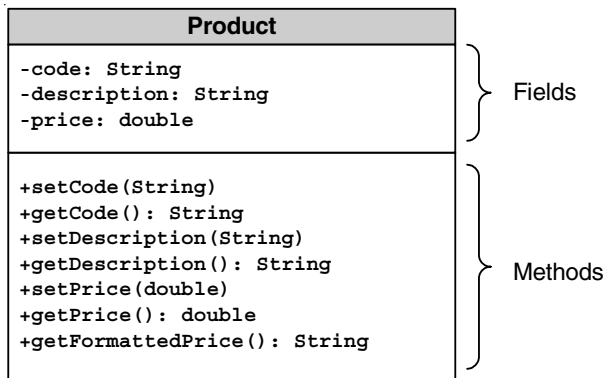 Product
-code: String
-description: String
-price: double
Fields
+setCode(String)
+getCode(): String
+setDescription(String)
+getDescription(): String
+setPrice(double)
+getPrice(): double
+getFormattedPrice(): String
Methods